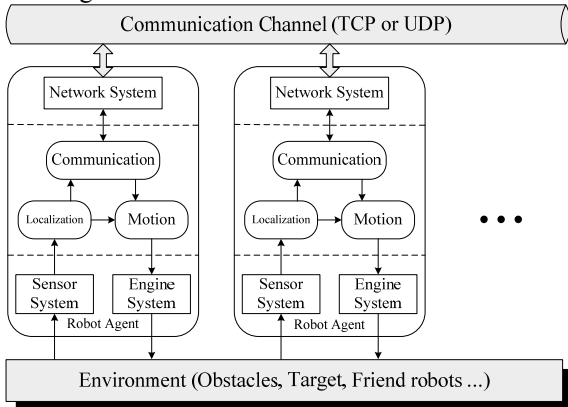 Communication Channel (TCP or UDP)
Network System
Communication
Localization
Motion
Sensor
System
Engine
System
Robot Agent
Network System
Communication
Localization
Motion
Sensor
System
Engine
System
Robot Agent
Environment (Obstacles, Target, Friend robots ...)